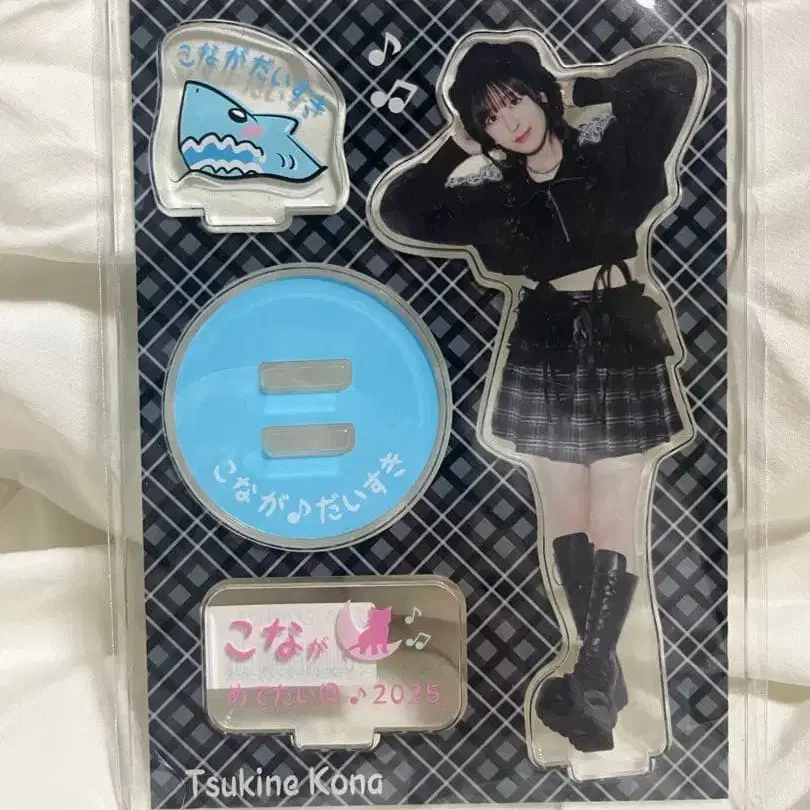 こながだいすき
こなが♪だいすき
こなが
めでたい日♪2025
Tsukine Kona